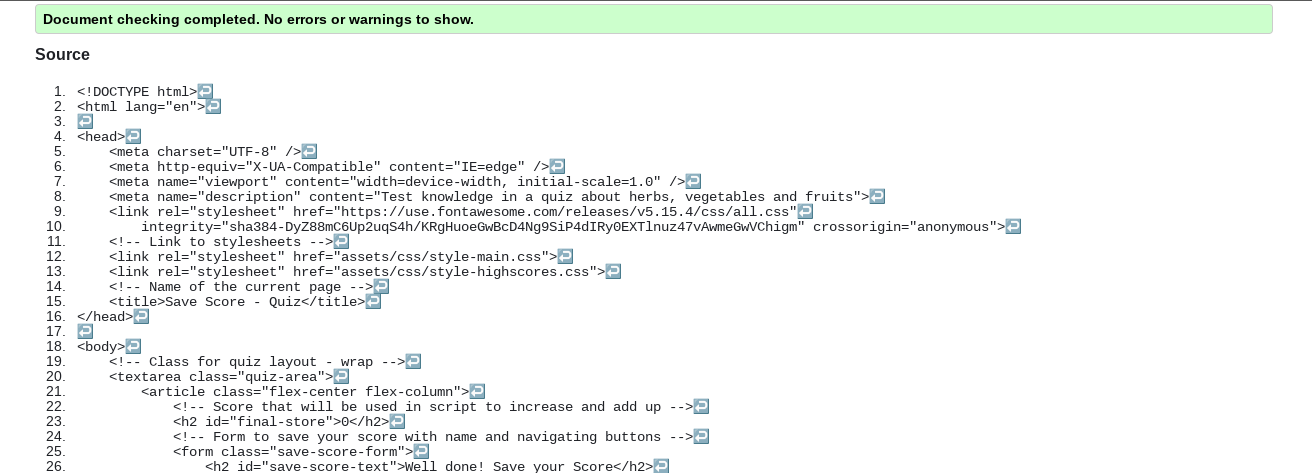 Document checking completed. No errors or warnings to show.
Source
1. <!DOCTYPE html>↩
2. <html lang="en">↩
3. ↩
4. <head>↩
5.     <meta charset="UTF-8" />↩
6.     <meta http-equiv="X-UA-Compatible" content="IE=edge" />↩
7.     <meta name="viewport" content="width=device-width, initial-scale=1.0" />↩
8.     <meta name="description" content="Test knowledge in a quiz about herbs, vegetables and fruits">↩
9.     <link rel="stylesheet" href="https://use.fontawesome.com/releases/v5.15.4/css/all.css"↩
10.         integrity="sha384-DyZ88mC6Up2uqS4h/KRgHuoeGwBcD4Ng9SiP4dIRy0EXTlnuz47vAwmeGwVChigm" crossorigin="anonymous">↩
11.     <!-- Link to stylesheets -->↩
12.     <link rel="stylesheet" href="assets/css/style-main.css">↩
13.     <link rel="stylesheet" href="assets/css/style-highscores.css">↩
14.     <!-- Name of the current page -->↩
15.     <title>Save Score - Quiz</title>↩
16. </head>↩
17. ↩
18. <body>↩
19.     <!-- Class for quiz layout - wrap -->↩
20.     <textarea class="quiz-area">↩
21.         <article class="flex-center flex-column">↩
22.             <!-- Score that will be used in script to increase and add up -->↩
23.             <h2 id="final-store">0</h2>↩
24.             <!-- Form to save your score with name and navigating buttons -->↩
25.             <form class="save-score-form">↩
26.                 <h2 id="save-score-text">Well done! Save your Score</h2>↩